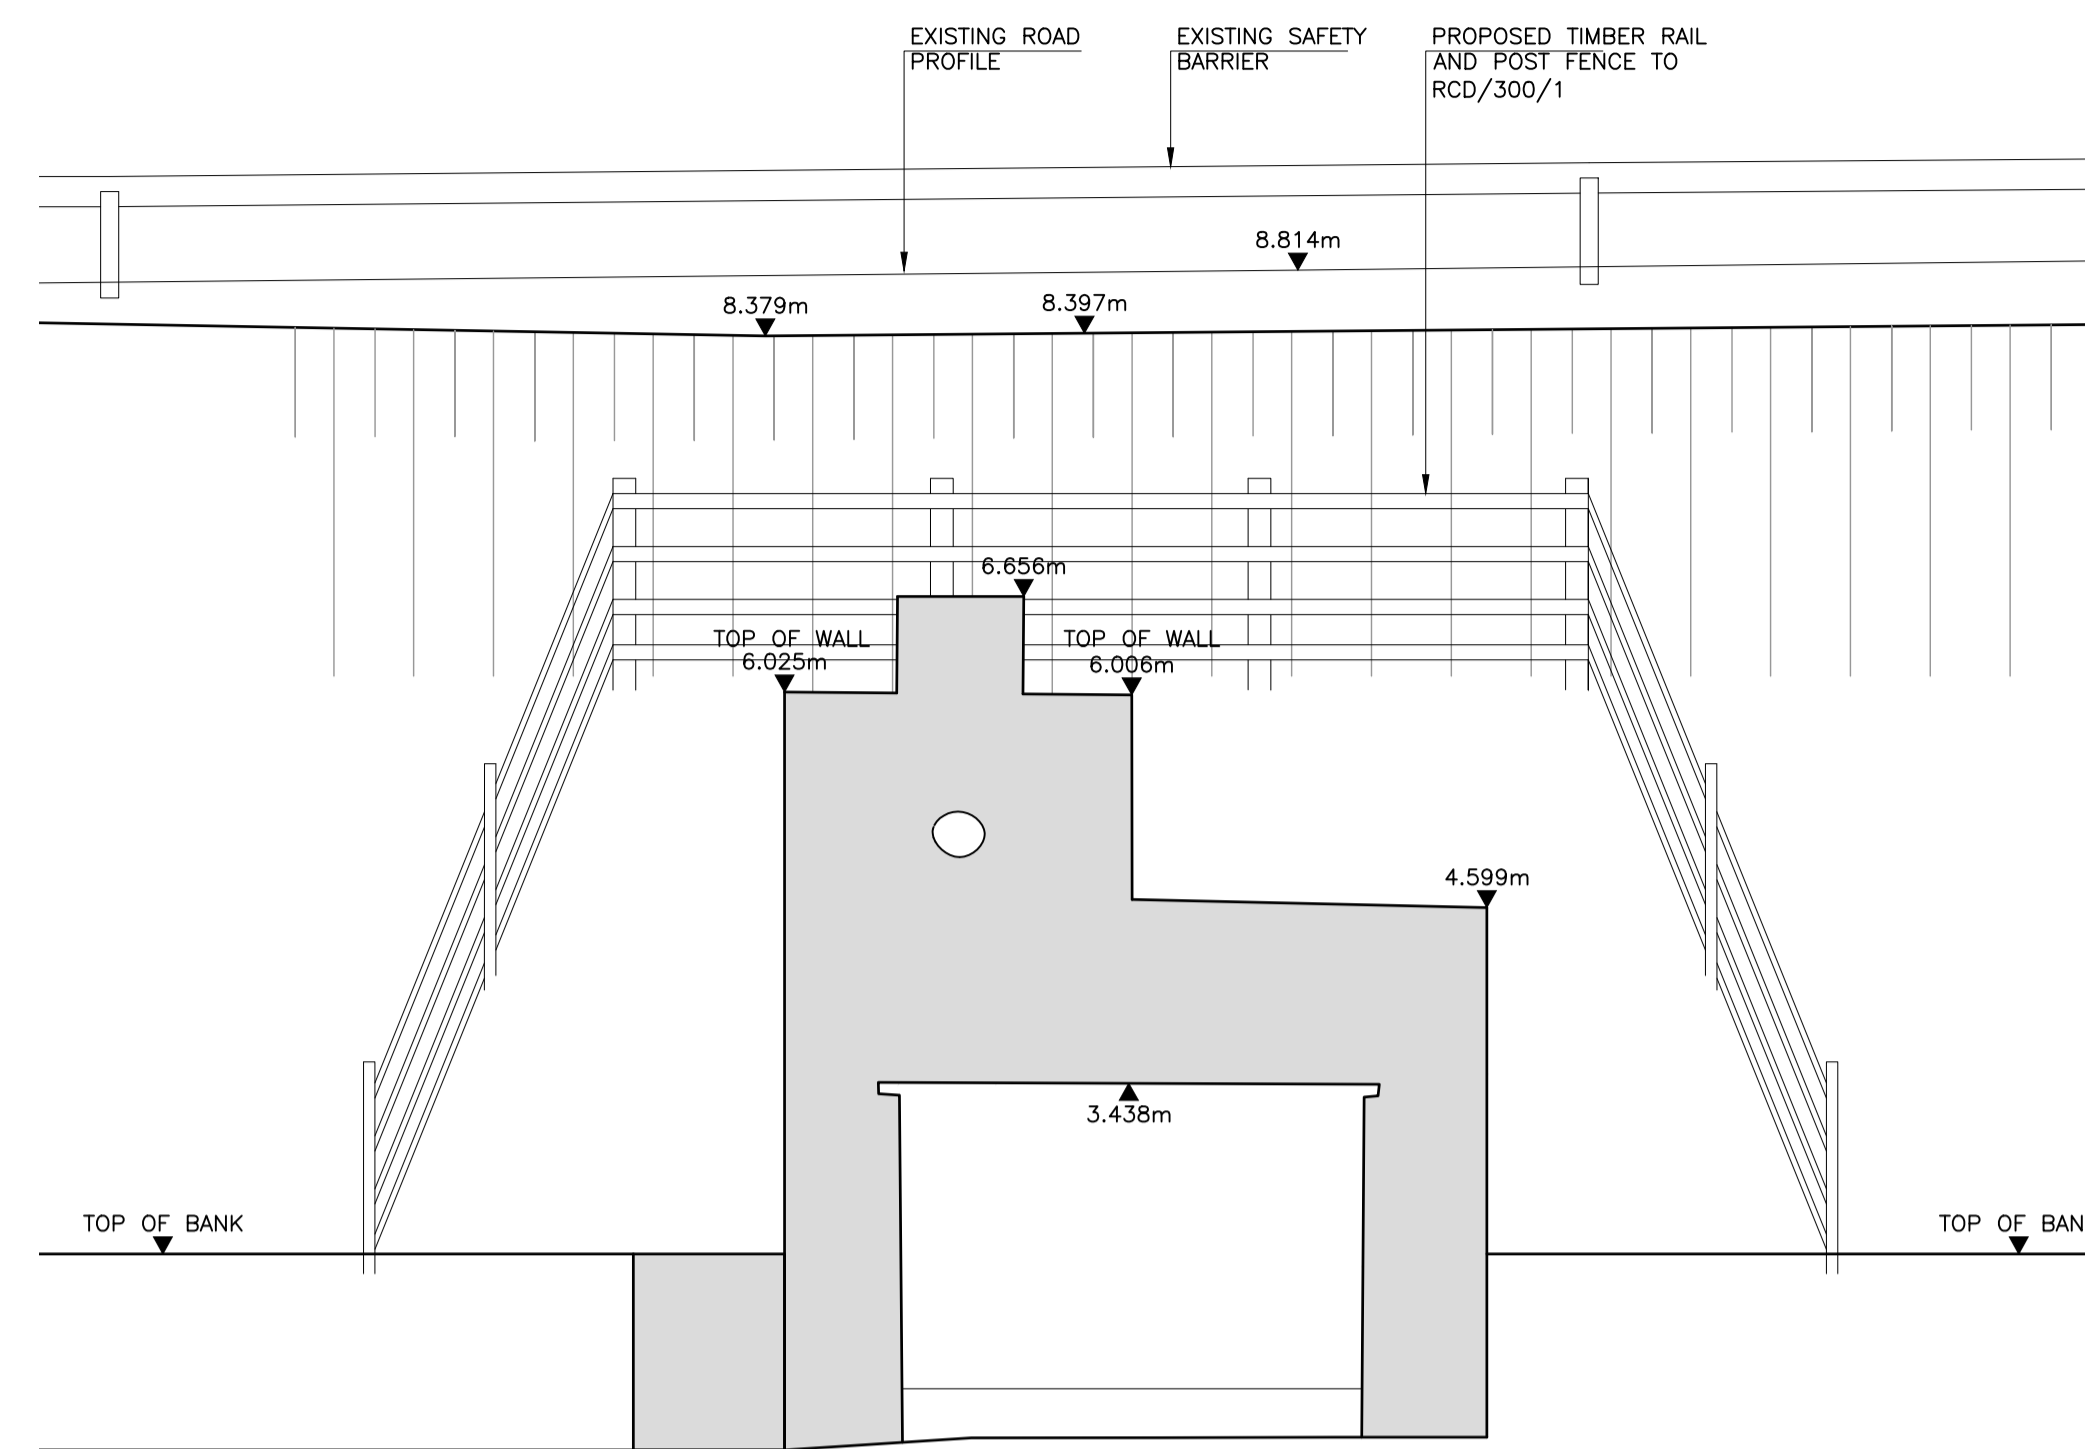 EXISTING ROAD
PROFILE
EXISTING SAFETY
BARRIER
PROPOSED TIMBER RAIL
AND POST FENCE TO
RCD/300/1
8.814m
8.379m
8.397m
6.656m
TOP OF WALL
6.025m
TOP OF WALL
6.006m
4.599m
3.438m
TOP OF BANK
TOP OF BAN